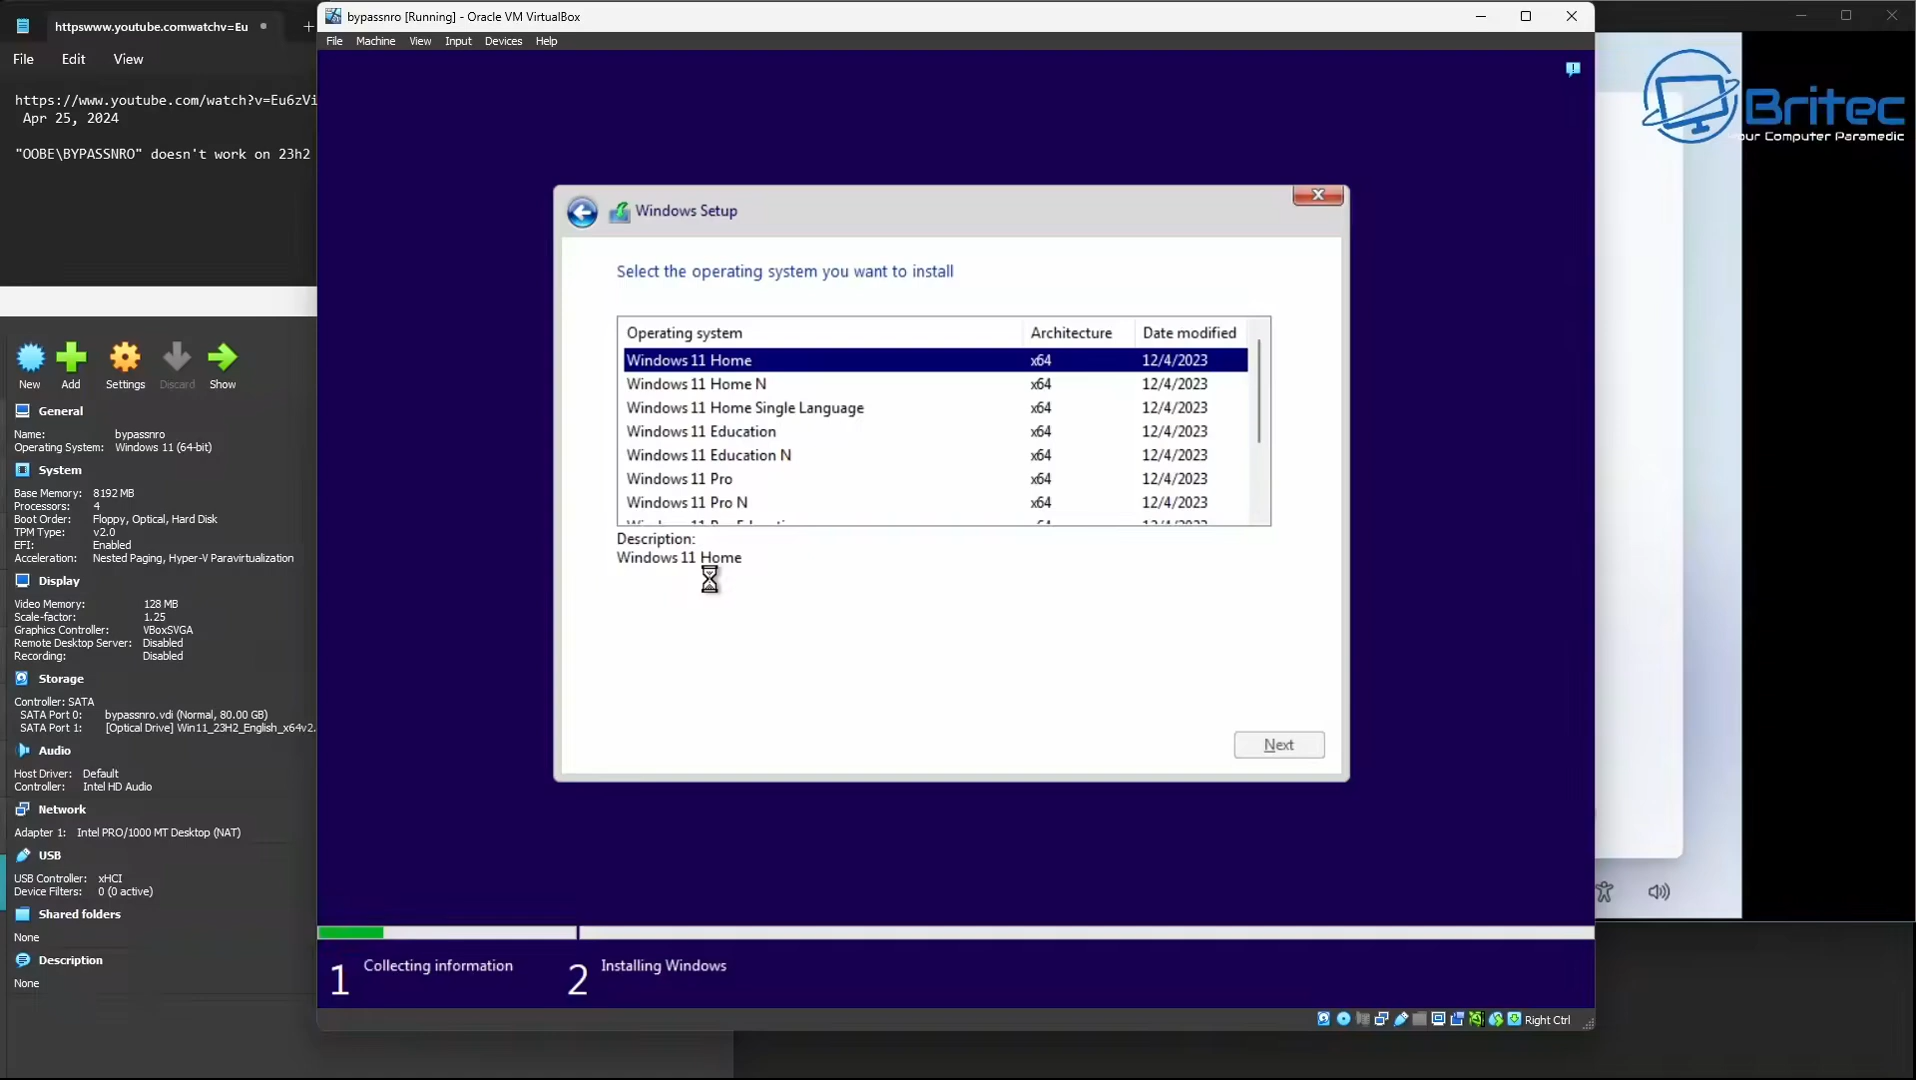 httpswww.youtube.comwatchv=Eu
File Edit View
https://www.youtube.com/watch?v=Eu6zVi
Apr 25, 2024
"OOBE\BYPASSNRO" doesn't work on 23h2
New Add Settings Discard Show
General
Name: bypassnro
Operating System: Windows 11 (64-bit)
System
Base Memory: 8192 MB
Processors: 4
Boot Order: Floppy, Optical, Hard Disk
TPM Type: v2.0
EFI: Enabled
Acceleration: Nested Paging, Hyper-V Paravirtualization
Display
Video Memory: 128 MB
Scale-factor: 1.25
Graphics Controller: VBoxSVGA
Remote Desktop Server: Disabled
Recording: Disabled
Storage
Controller: SATA
SATA Port 0: bypassnro.vdi (Normal, 80.00 GB)
SATA Port 1: [Optical Drive] Win11_23H2_English_x64v2.
Audio
Host Driver: Default
Controller: Intel HD Audio
Network
Adapter 1: Intel PRO/1000 MT Desktop (NAT)
USB
USB Controller: xHCI
Device Filters: 0 (0 active)
Shared folders
None
Description
None
bypassnro [Running] - Oracle VM VirtualBox
File Machine View Input Devices Help
Windows Setup
Select the operating system you want to install
Operating system Architecture Date modified
Windows 11 Home x64 12/4/2023
Windows 11 Home N x64 12/4/2023
Windows 11 Home Single Language x64 12/4/2023
Windows 11 Education x64 12/4/2023
Windows 11 Education N x64 12/4/2023
Windows 11 Pro x64 12/4/2023
Windows 11 Pro N x64 12/4/2023
Description:
Windows 11 Home
Next
1 Collecting information
2 Installing Windows
Right Ctrl
Britec
Your Computer Paramedic